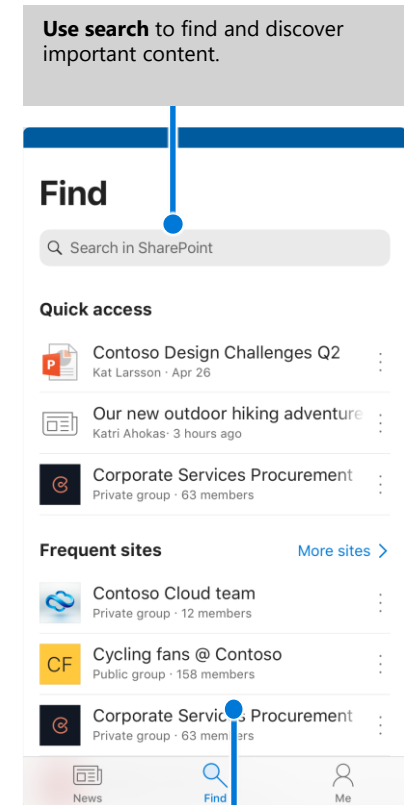 Use search to find and discover
important content.
Find
Search in SharePoint
Quick access
Contoso Design Challenges Q2
Kat Larsson · Apr 26
Our new outdoor hiking adventure
Katri Ahokas· 3 hours ago
Corporate Services Procurement
Private group · 63 members
Frequent sites
More sites >
Contoso Cloud team
Private group · 12 members
CF
Cycling fans @ Contoso
Public group · 158 members
Corporate Services Procurement
Private group · 63 members
News
Find
Me